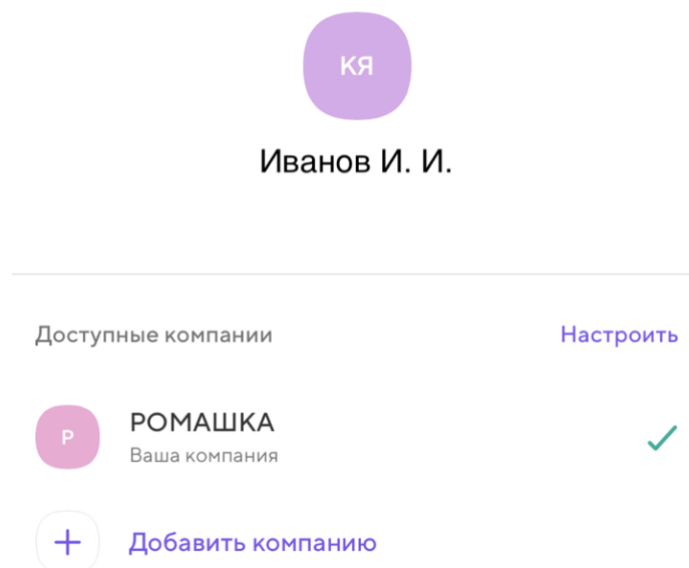 КЯ
Иванов И. И.
Доступные компании
Настроить
Р
РОМАШКА
Ваша компания
Добавить компанию